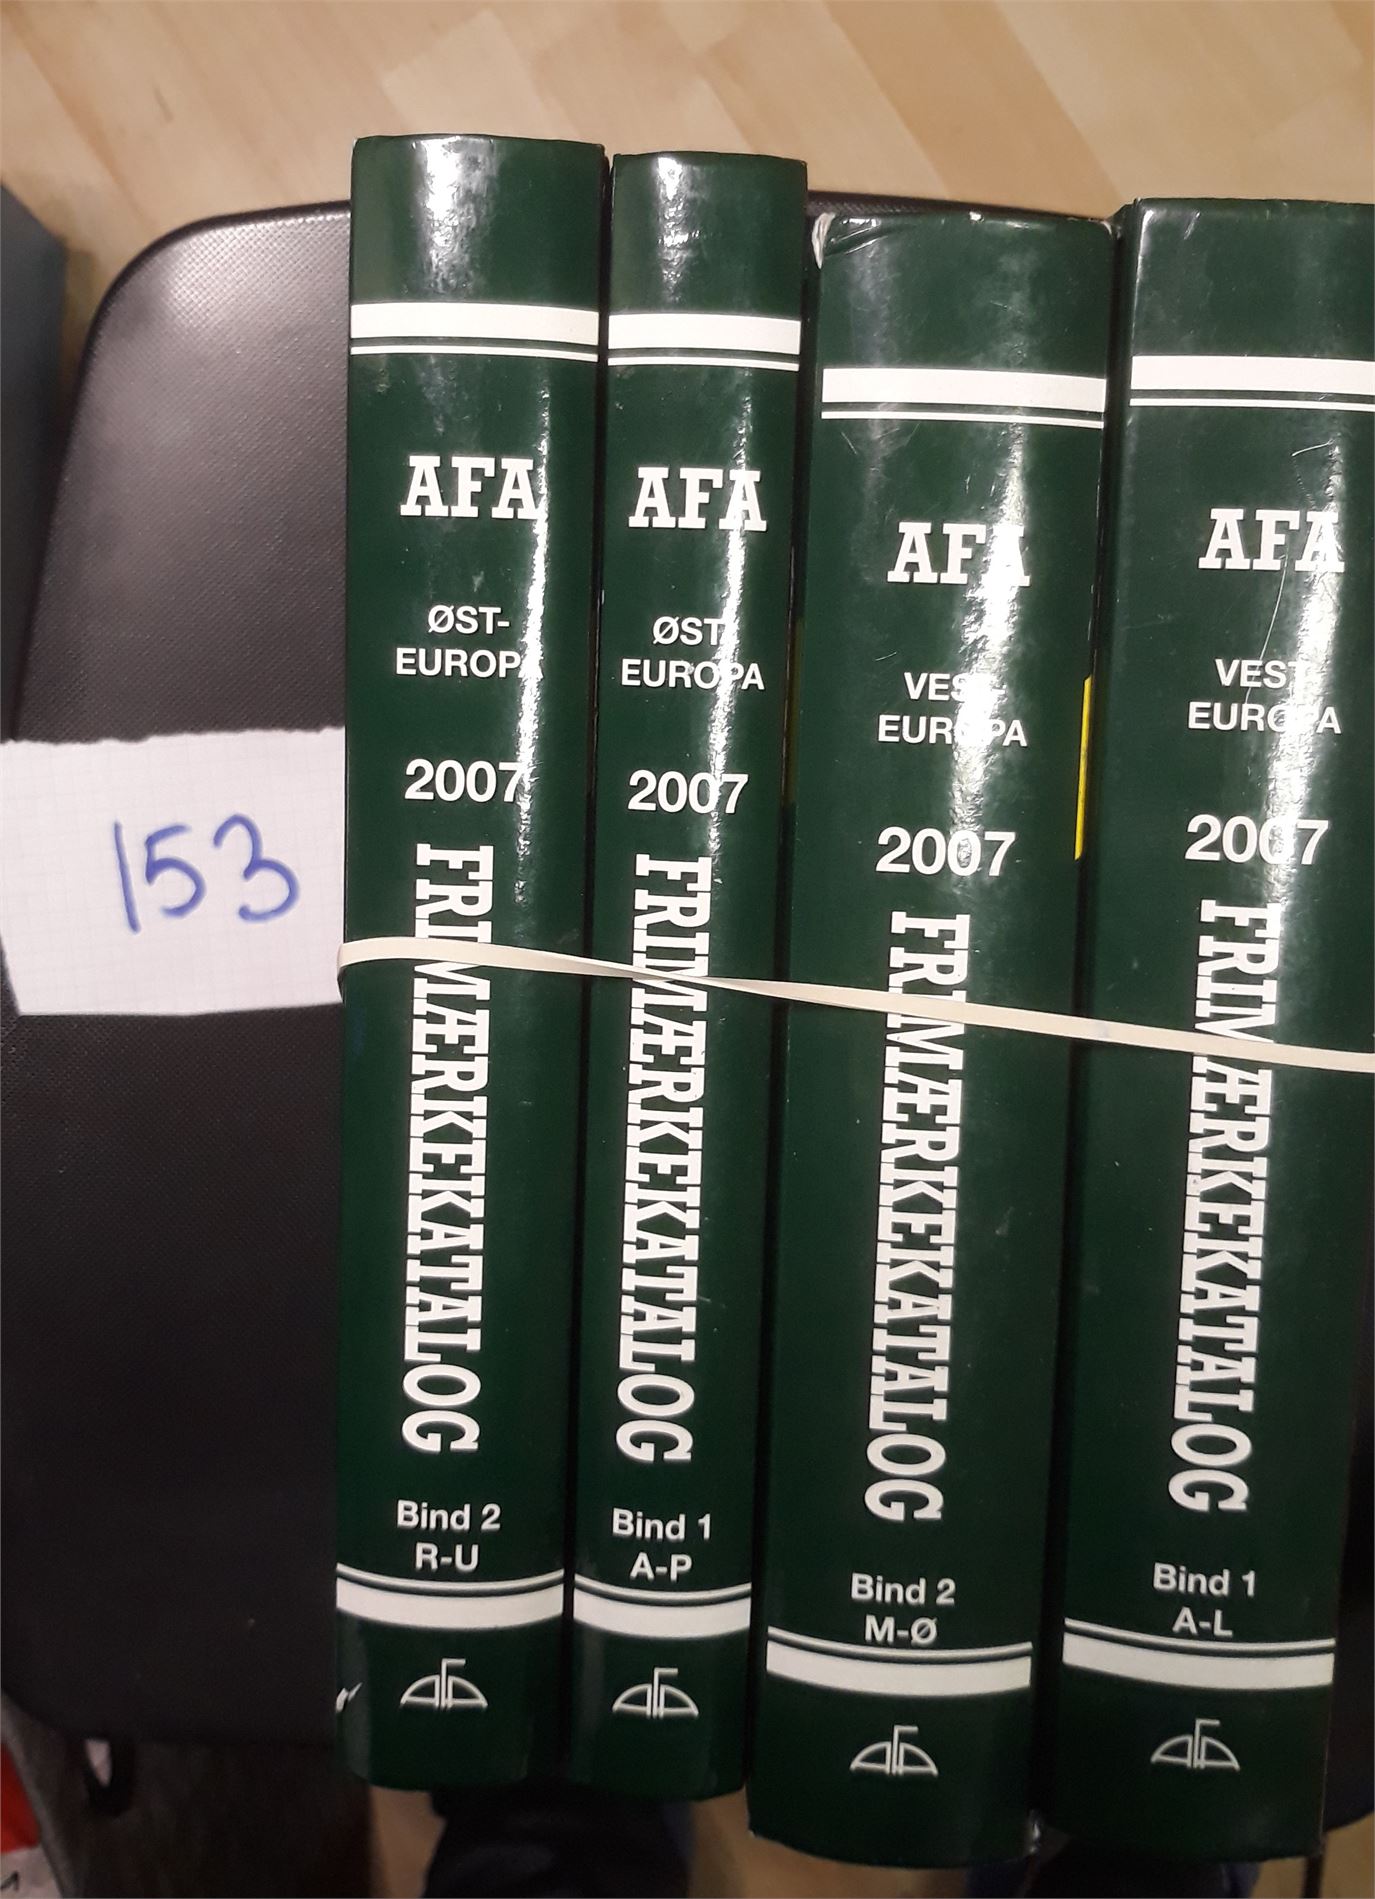 153
AFA
ØST-
EUROPA
2007
FRIMÆRKEKATALOG
Bind 2
R-U
AFA
ØST-
EUROPA
2007
FRIMÆRKEKATALOG
Bind 1
A-P
AFA
VEST-
EUROPA
2007
FRIMÆRKEKATALOG
Bind 2
M-Ø
AFA
VEST-
EUROPA
2007
FRIMÆRKEKATALOG
Bind 1
A-L